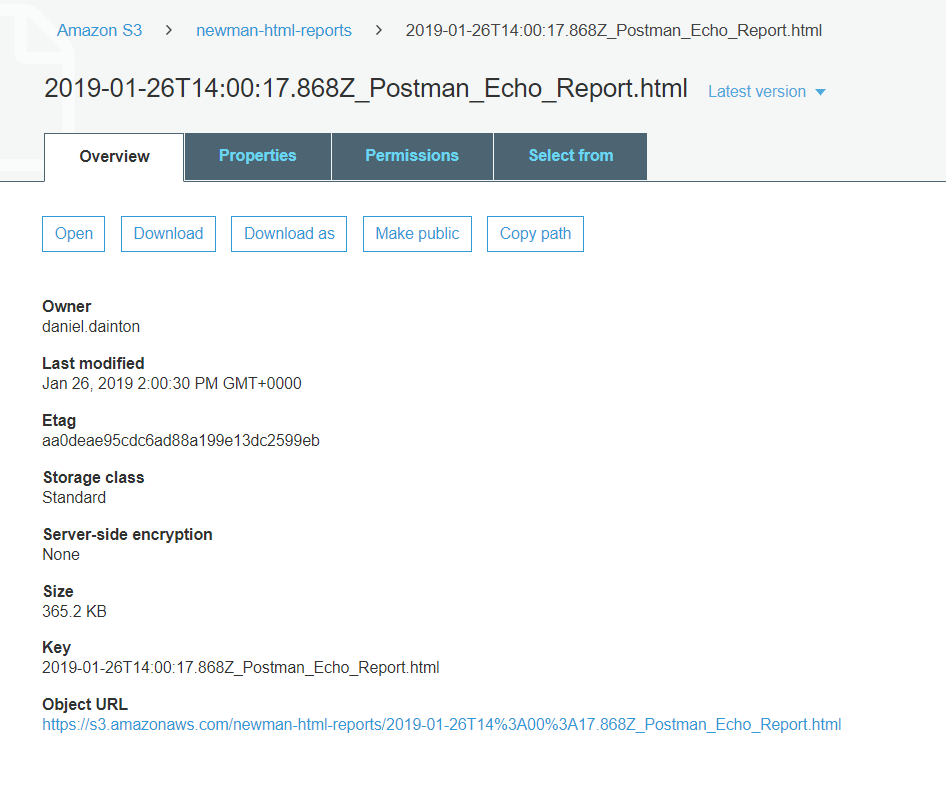 Amazon S3 > newman-html-reports > 2019-01-26T14:00:17.868Z_Postman_Echo_Report.html
2019-01-26T14:00:17.868Z_Postman_Echo_Report.html Latest version
Overview Properties Permissions Select from
Open Download Download as Make public Copy path
Owner
daniel.dainton
Last modified
Jan 26, 2019 2:00:30 PM GMT+0000
Etag
aa0deae95cdc6ad88a199e13dc2599eb
Storage class
Standard
Server-side encryption
None
Size
365.2 KB
Key
2019-01-26T14:00:17.868Z_Postman_Echo_Report.html
Object URL
https://s3.amazonaws.com/newman-html-reports/2019-01-26T14%3A00%3A17.868Z_Postman_Echo_Report.html